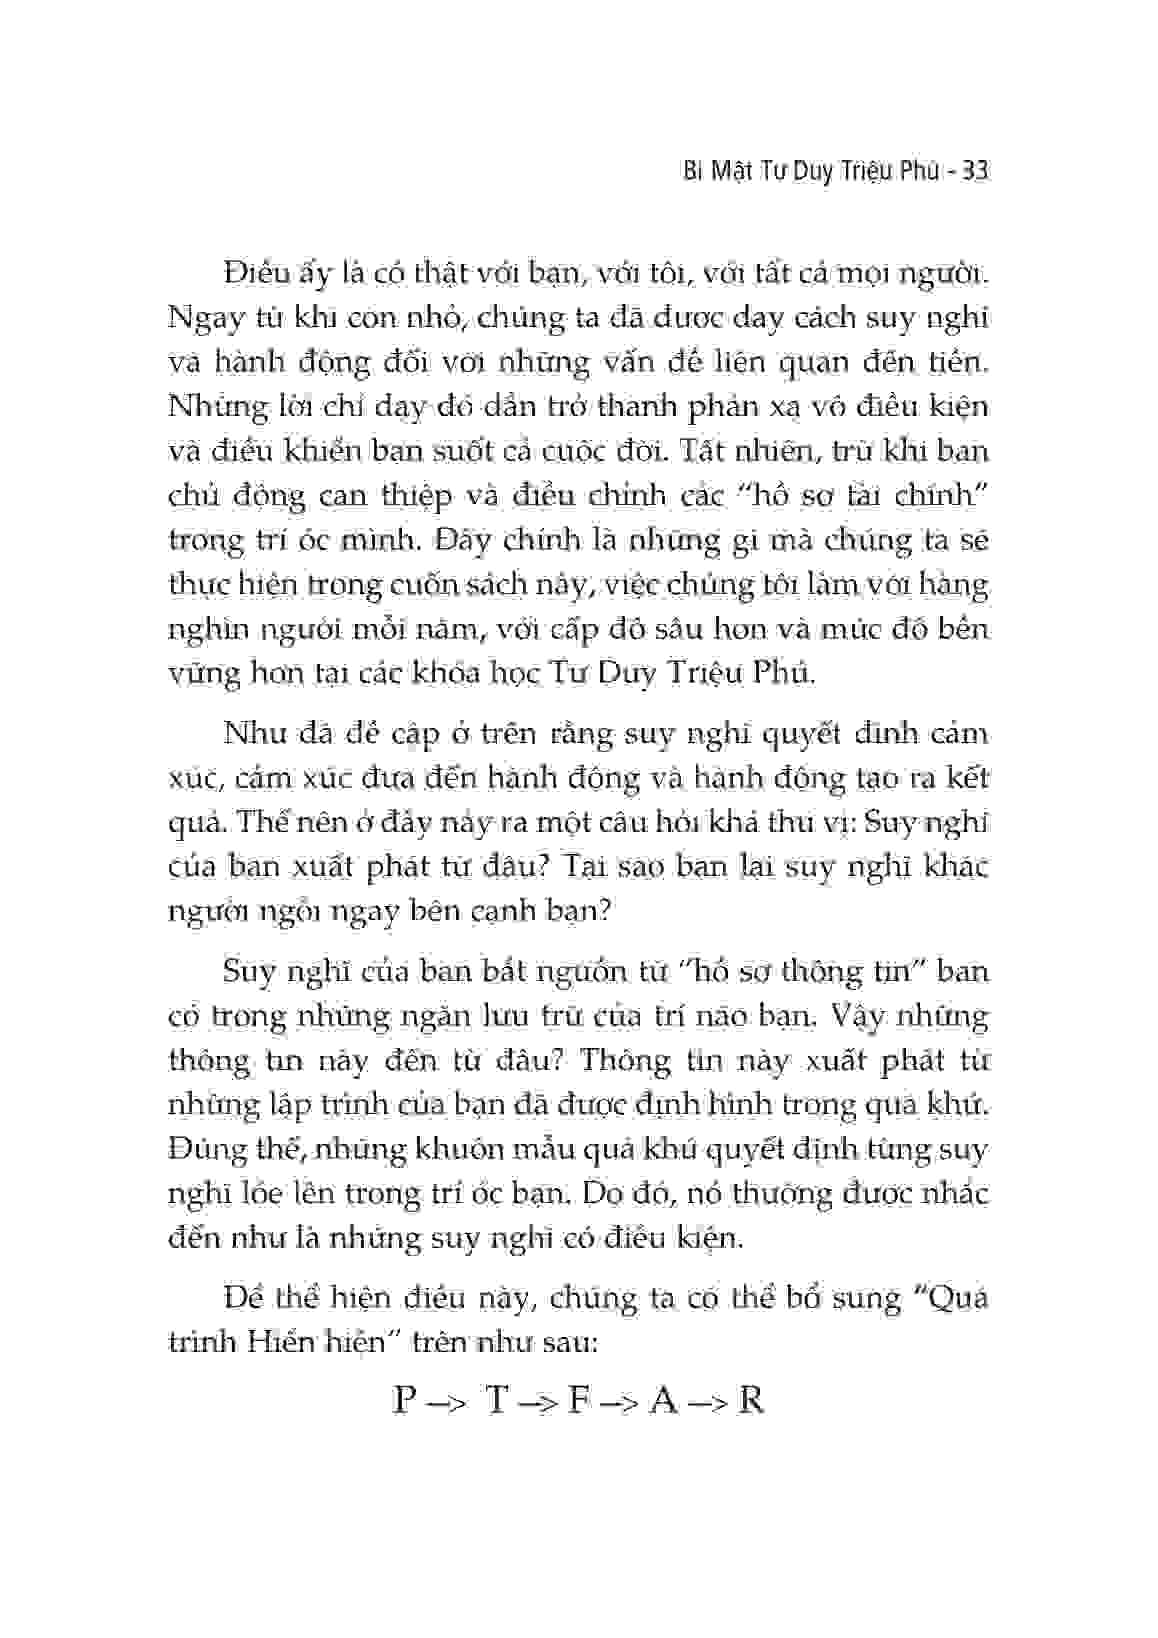 Bí Mật Tư Duy Triệu Phú - 33
Điều ấy là có thật với bạn, với tôi, với tất cả mọi người.
Ngay từ khi còn nhỏ, chúng ta đã được dạy cách suy nghĩ
và hành động đối với những vấn đề liên quan đến tiền.
Những lời chỉ dạy đó dần trở thành phản xạ vô điều kiện
và điều khiển bạn suốt cả cuộc đời. Tất nhiên, trừ khi bạn
chủ động can thiệp và điều chỉnh các “hồ sơ tài chính”
trong trí óc mình. Đây chính là những gì mà chúng ta sẽ
thực hiện trong cuốn sách này, việc chúng tôi làm với hàng
nghìn người mỗi năm, với cấp độ sâu hơn và mức độ bền
vững hơn tại các khóa học Tư Duy Triệu Phú.
Như đã đề cập ở trên rằng suy nghĩ quyết định cảm
xúc, cảm xúc đưa đến hành động và hành động tạo ra kết
quả. Thế nên ở đây nảy ra một câu hỏi khá thú vị: Suy nghĩ
của bạn xuất phát từ đâu? Tại sao bạn lại suy nghĩ khác
người ngồi ngay bên cạnh bạn?
Suy nghĩ của bạn bắt nguồn từ “hồ sơ thông tin” bạn
có trong những ngăn lưu trữ của trí não bạn. Vậy những
thông tin này đến từ đâu? Thông tin này xuất phát từ
những lập trình của bạn đã được định hình trong quá khứ.
Đúng thế, những khuôn mẫu quá khứ quyết định từng suy
nghĩ lóe lên trong trí óc bạn. Do đó, nó thường được nhắc
đến như là những suy nghĩ có điều kiện.
Để thể hiện điều này, chúng ta có thể bổ sung “Quá
trình Hiển hiện” trên như sau:
P —> T —> F —> A —> R